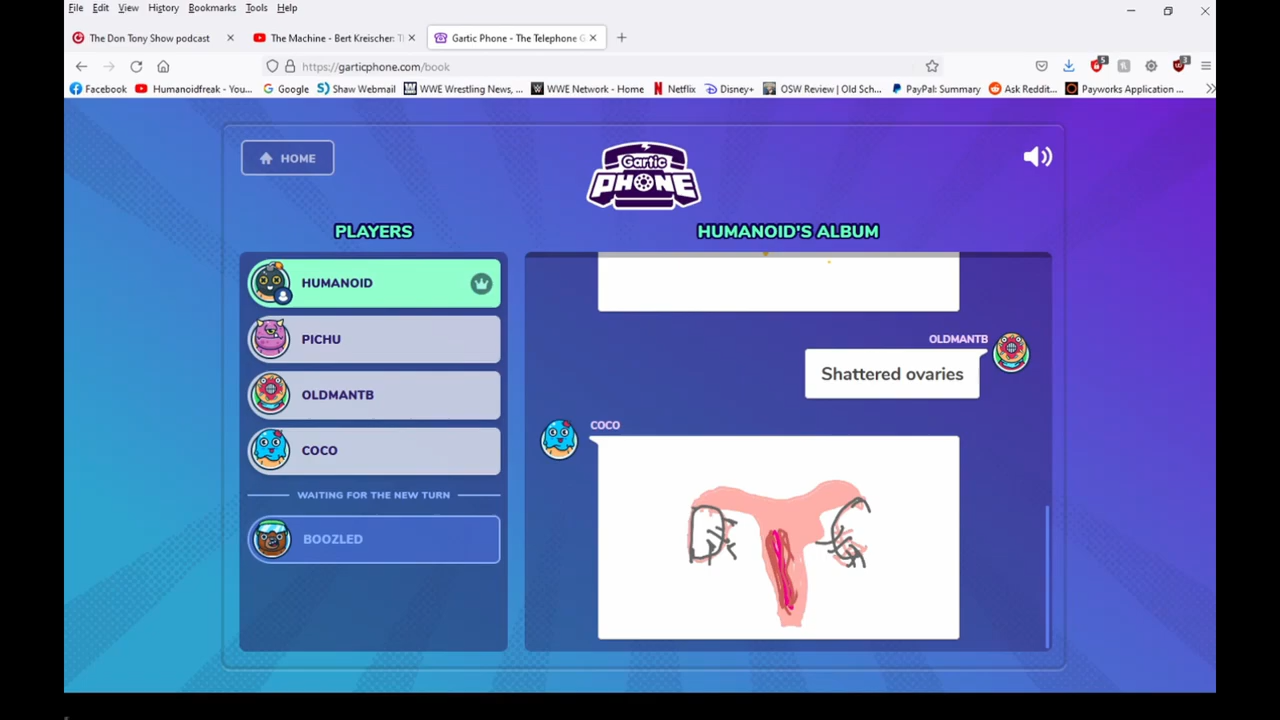 File Edit View History Bookmarks Tools Help
The Don Tony Show podcast
The Machine - Bert Kreischer: T
Gartic Phone - The Telephone G
https://garticphone.com/book
5
3
Facebook
Humanoidfreak - You...
Google
Shaw Webmail
WWE Wrestling News, ...
WWE Network - Home
Netflix
Disney+
OSW Review | Old Sch...
PayPal: Summary
Ask Reddit...
Payworks Application ...
HOME
Gartic
PHONE
PLAYERS
HUMANOID
PICHU
OLDMANTB
COCO
WAITING FOR THE NEW TURN
BOOZLED
HUMANOID'S ALBUM
OLDMANTB
Shattered ovaries
COCO